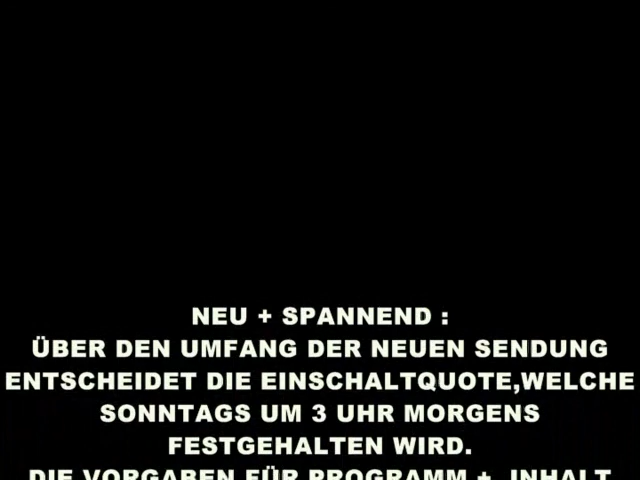 NEU + SPANNEND :
ÜBER DEN UMFANG DER NEUEN SENDUNG
ENTSCHEIDET DIE EINSCHALTQUOTE,WELCHE
SONNTAGS UM 3 UHR MORGENS
FESTGEHALTEN WIRD.
DIE VORGABEN FÜR PROGRAMM + INHALT